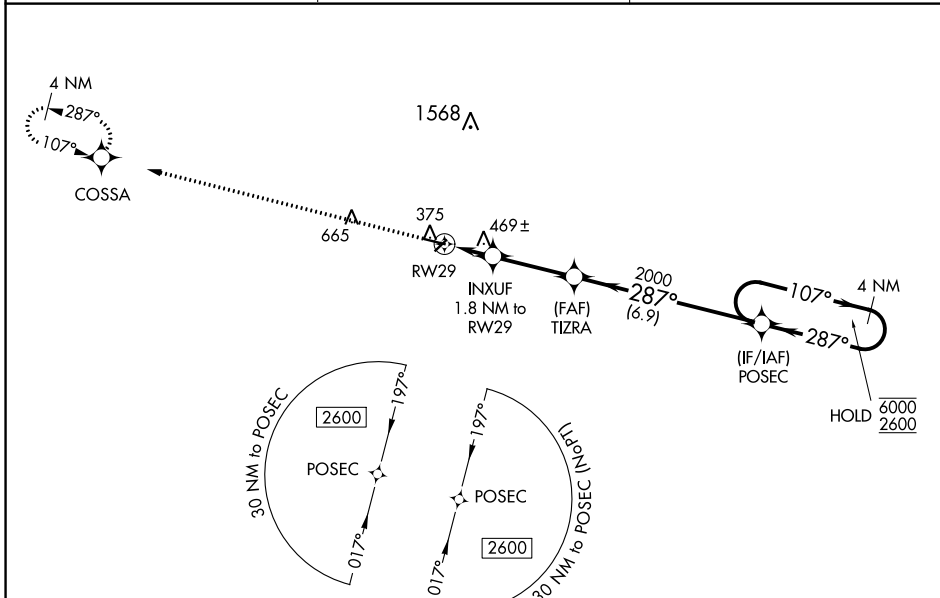 4 NM
287°
107°
COSSA
1568
665
375
469±
RW29
INXUF
1.8 NM to
RW29
(FAF)
TIZRA
2000
287°
(6.9)
107°
4 NM
287°
(IF/IAF)
POSEC
HOLD
6000
2600
30 NM to POSEC
2600
197°
POSEC
017°
197°
POSEC
2600
017°
30 NM to POSEC (NoPT)